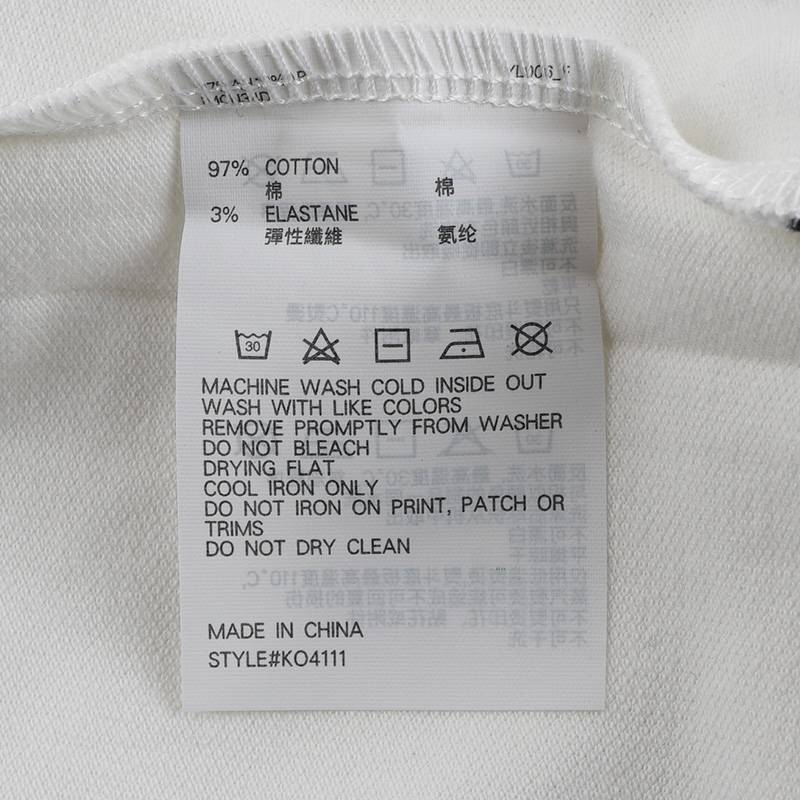 97% COTTON
棉 棉
3% ELASTANE
彈性纖維 氨纶
30
MACHINE WASH COLD INSIDE OUT
WASH WITH LIKE COLORS
REMOVE PROMPTLY FROM WASHER
DO NOT BLEACH
DRYING FLAT
COOL IRON ONLY
DO NOT IRON ON PRINT, PATCH OR
TRIMS
DO NOT DRY CLEAN
MADE IN CHINA
STYLE#KO4111